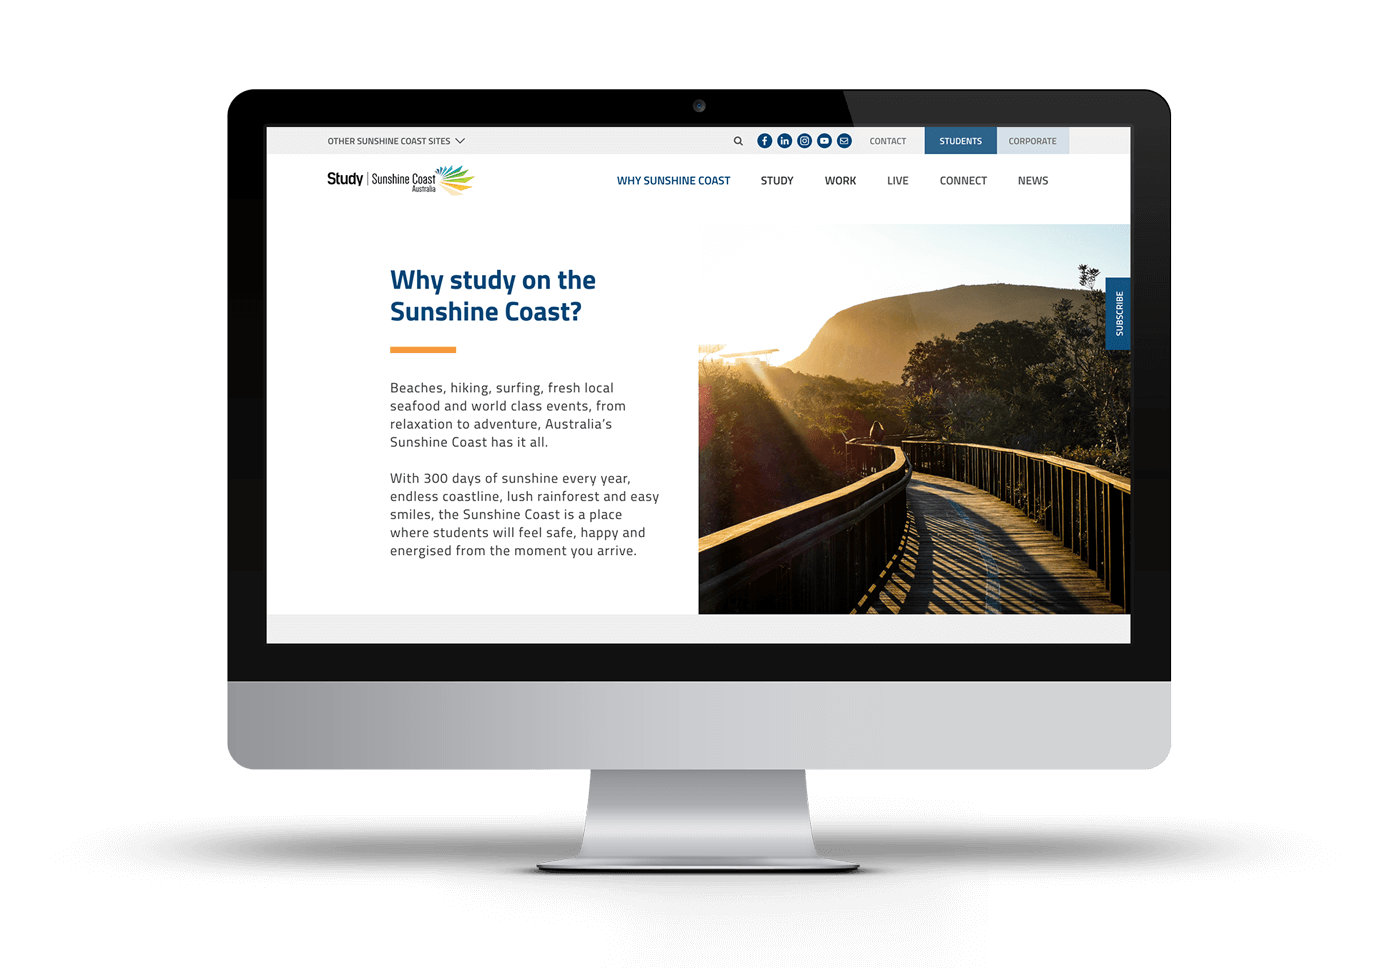 OTHER SUNSHINE COAST SITES
CONTACT
STUDENTS
CORPORATE
Study | Sunshine Coast
Australia
WHY SUNSHINE COAST
STUDY
WORK
LIVE
CONNECT
NEWS
Why study on the
Sunshine Coast?
SUBSCRIBE
Beaches, hiking, surfing, fresh local
seafood and world class events, from
relaxation to adventure, Australia's
Sunshine Coast has it all.
With 300 days of sunshine every year,
endless coastline, lush rainforest and easy
smiles, the Sunshine Coast is a place
where students will feel safe, happy and
energised from the moment you arrive.